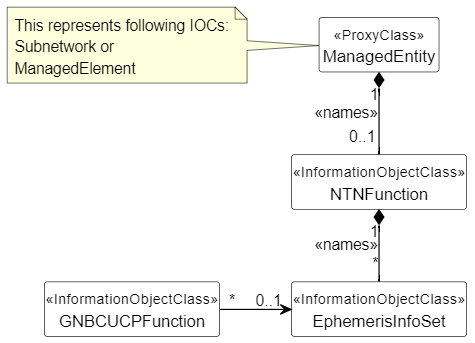 This represents following IOCs:
Subnetwork or
ManagedElement
«ProxyClass»
ManagedEntity
1
«names»
0..1
«InformationObjectClass»
NTNFunction
1
«names»
*
«InformationObjectClass»
GNBCUCPFunction
* 0..1
«InformationObjectClass»
EphemerisInfoSet